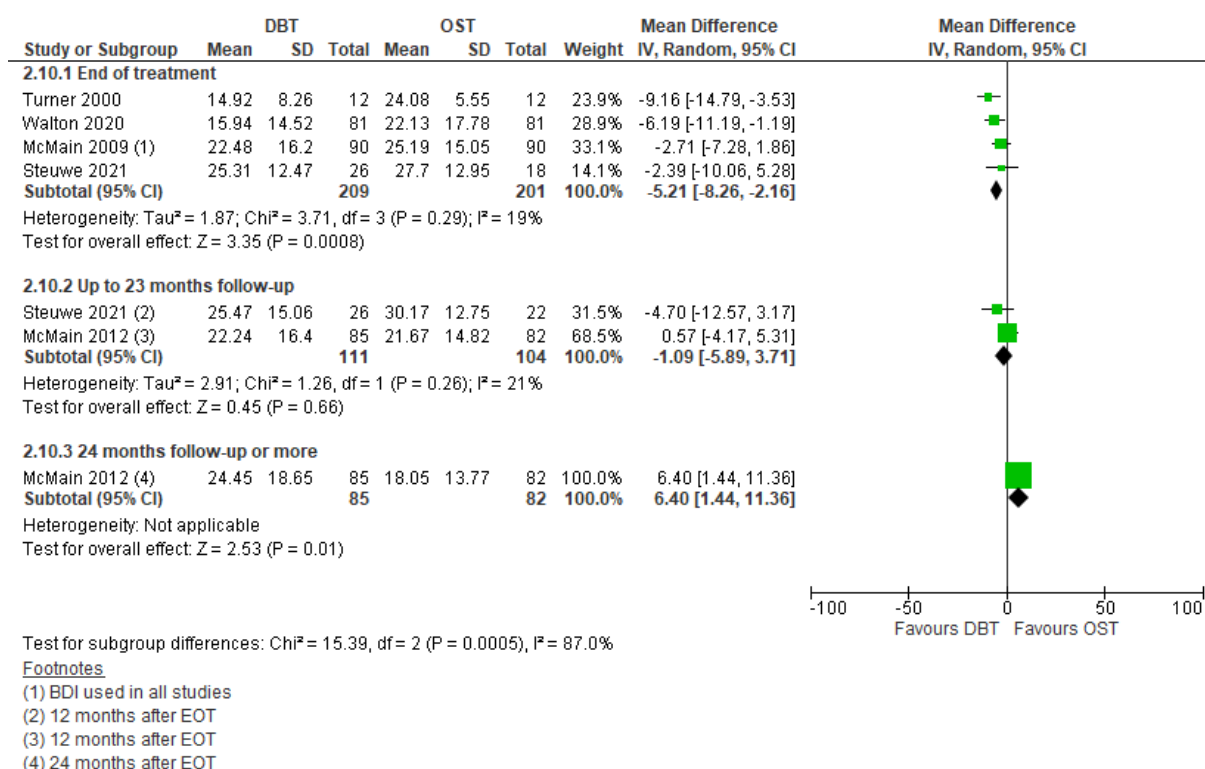 DBT OST Mean Difference Mean Difference
Study or Subgroup Mean SD Total Mean SD Total Weight IV, Random, 95% CI IV, Random, 95% CI
2.10.1 End of treatment
Turner 2000 14.92 8.26 12 24.08 5.55 12 23.9% -9.16 [-14.79, -3.53]
Walton 2020 15.94 14.52 81 22.13 17.78 81 28.9% -6.19 [-11.19, -1.19]
McMain 2009 (1) 22.48 16.2 90 25.19 15.05 90 33.1% -2.71 [-7.28, 1.86]
Steuwe 2021 25.31 12.47 26 27.7 12.95 18 14.1% -2.39 [-10.06, 5.28]
Subtotal (95% CI) 209 201 100.0% -5.21 [-8.26, -2.16]
Heterogeneity: Tau² = 1.87; Chi² = 3.71, df = 3 (P = 0.29); I² = 19%
Test for overall effect: Z = 3.35 (P = 0.0008)
2.10.2 Up to 23 months follow-up
Steuwe 2021 (2) 25.47 15.06 26 30.17 12.75 22 31.5% -4.70 [-12.57, 3.17]
McMain 2012 (3) 22.24 16.4 85 21.67 14.82 82 68.5% 0.57 [-4.17, 5.31]
Subtotal (95% CI) 111 104 100.0% -1.09 [-5.89, 3.71]
Heterogeneity: Tau² = 2.91; Chi² = 1.26, df = 1 (P = 0.26); I² = 21%
Test for overall effect: Z = 0.45 (P = 0.66)
2.10.3 24 months follow-up or more
McMain 2012 (4) 24.45 18.65 85 18.05 13.77 82 100.0% 6.40 [1.44, 11.36]
Subtotal (95% CI) 85 82 100.0% 6.40 [1.44, 11.36]
Heterogeneity: Not applicable
Test for overall effect: Z = 2.53 (P = 0.01)
-100 -50 0 50 100
Favours DBT Favours OST
Test for subgroup differences: Chi² = 15.39, df = 2 (P = 0.0005), I² = 87.0%
Footnotes
(1) BDI used in all studies
(2) 12 months after EOT
(3) 12 months after EOT
(4) 24 months after EOT